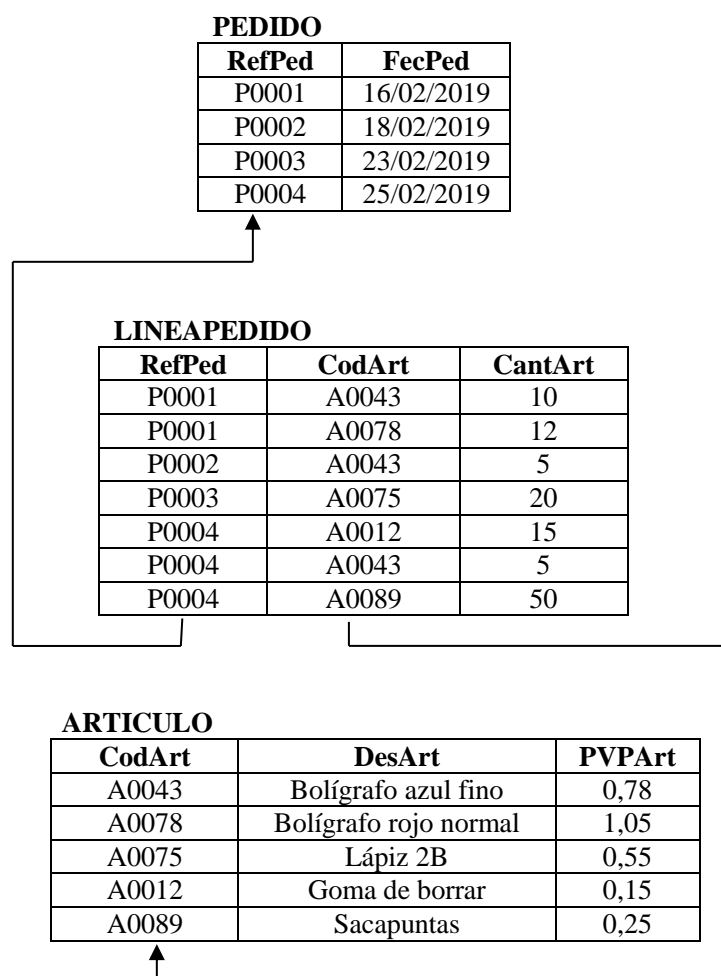 PEDIDO
RefPed FecPed
P0001 16/02/2019
P0002 18/02/2019
P0003 23/02/2019
P0004 25/02/2019
LINEAPEDIDO
RefPed CodArt CantArt
P0001 A0043 10
P0001 A0078 12
P0002 A0043 5
P0003 A0075 20
P0004 A0012 15
P0004 A0043 5
P0004 A0089 50
ARTICULO
CodArt DesArt PVPArt
A0043 Bolígrafo azul fino 0,78
A0078 Bolígrafo rojo normal 1,05
A0075 Lápiz 2B 0,55
A0012 Goma de borrar 0,15
A0089 Sacapuntas 0,25